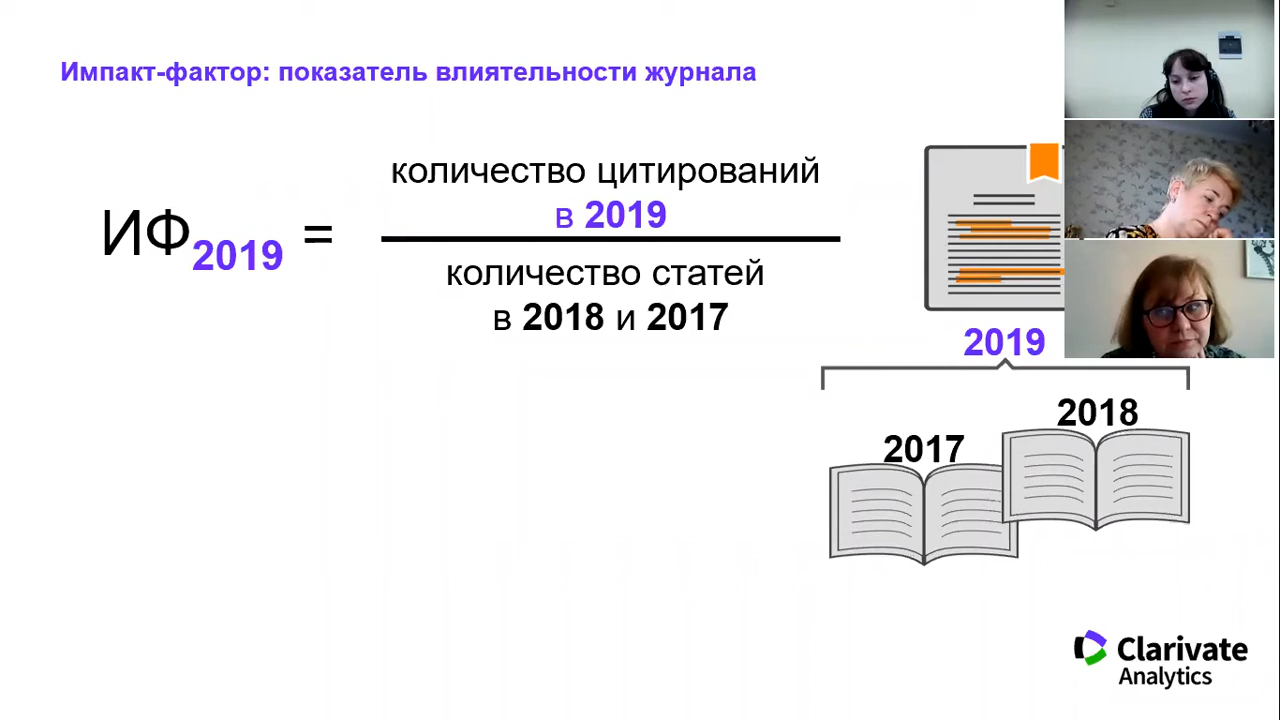 Импакт-фактор: показатель влиятельности журнала
количество цитирований
в 2019
ИФ2019 =
количество статей
в 2018 и 2017
2019
2018
2017
Clarivate
Analytics